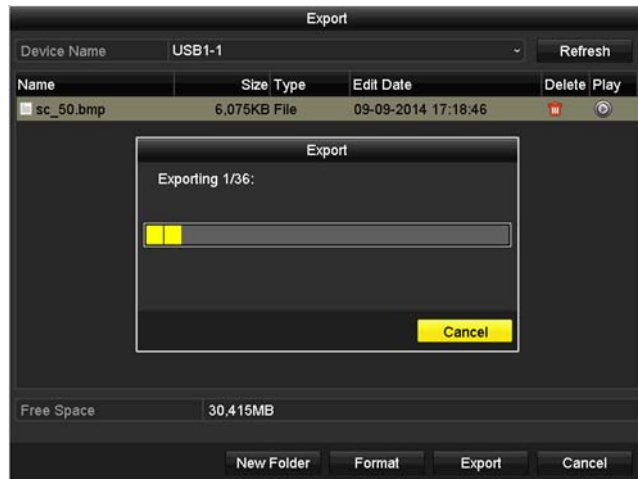 Export
Device Name USB1-1 Refresh
Name Size Type Edit Date Delete Play
sc_50.bmp 6,075KB File 09-09-2014 17:18:46
Export
Exporting 1/36:
Cancel
Free Space 30,415MB
New Folder Format Export Cancel